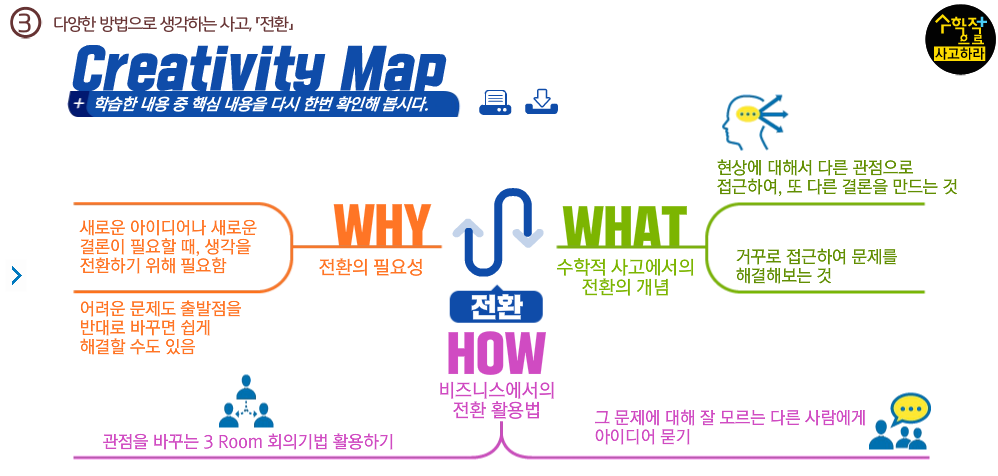 3 다양한 방법으로 생각하는 사고, 「전환」
수학적
으로
사고하라
Creativity Map
+ 학습한 내용 중 핵심 내용을 다시 한번 확인해 봅시다.
WHY
전환의 필요성
새로운 아이디어나 새로운
결론이 필요할 때, 생각을
전환하기 위해 필요함
어려운 문제도 출발점을
반대로 바꾸면 쉽게
해결할 수도 있음
WHAT
수학적 사고에서의
전환의 개념
현상에 대해서 다른 관점으로
접근하여, 또 다른 결론을 만드는 것
거꾸로 접근하여 문제를
해결해보는 것
전환
HOW
비즈니스에서의
전환 활용법
관점을 바꾸는 3 Room 회의기법 활용하기
그 문제에 대해 잘 모르는 다른 사람에게
아이디어 묻기